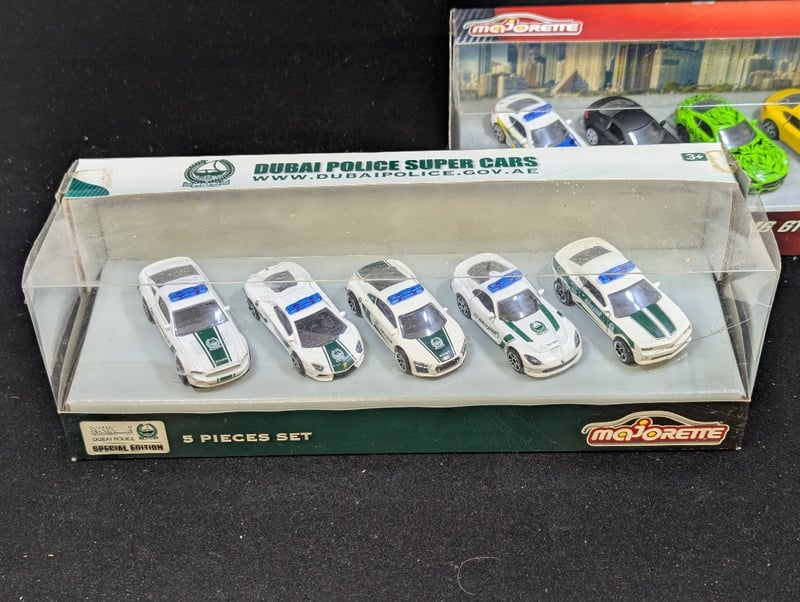 majorette
DUBAI POLICE SUPER CARS
WWW.DUBAIPOLICE.GOV.AE
3+
DUBAI POLICE
SPECIAL EDITION
5 PIECES SET
majorette